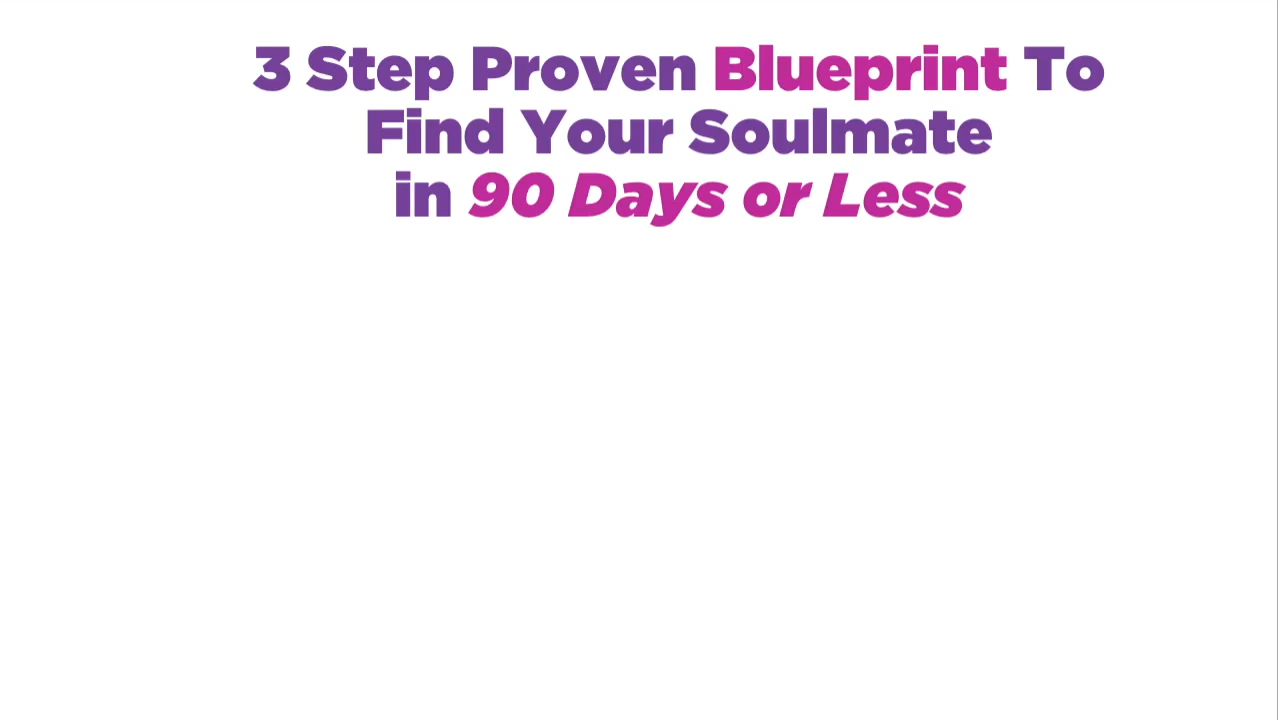 3 Step Proven Blueprint To
Find Your Soulmate
in 90 Days or Less